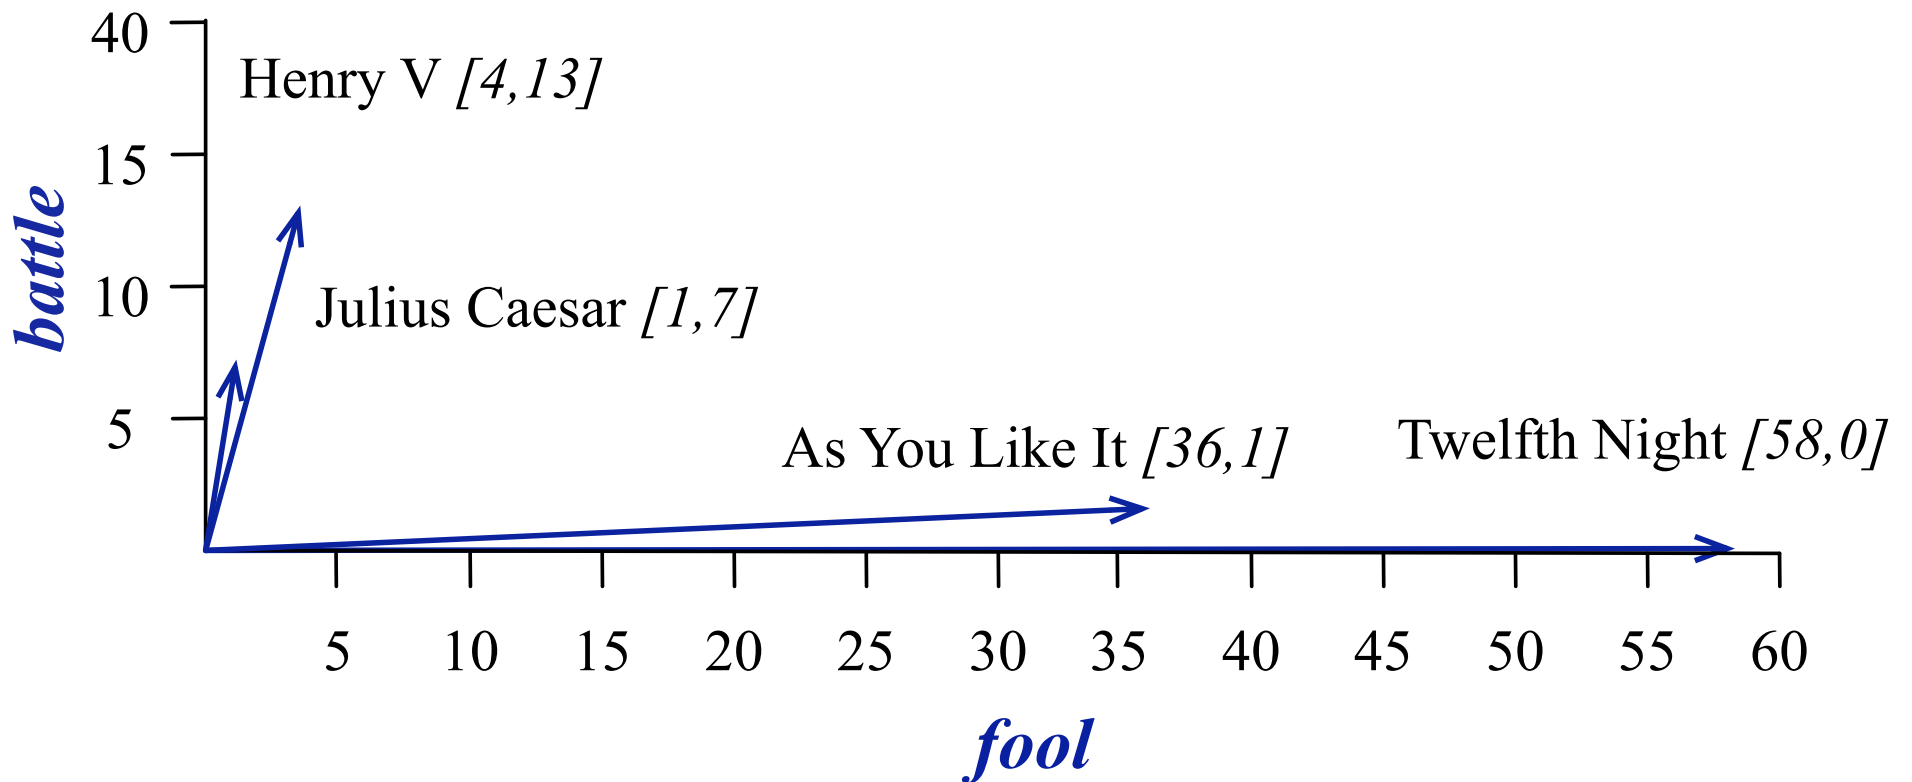 40
Henry V [4,13]
15
battle
10
Julius Caesar [1,7]
5
As You Like It [36,1]
Twelfth Night [58,0]
5 10 15 20 25 30 35 40 45 50 55 60
fool